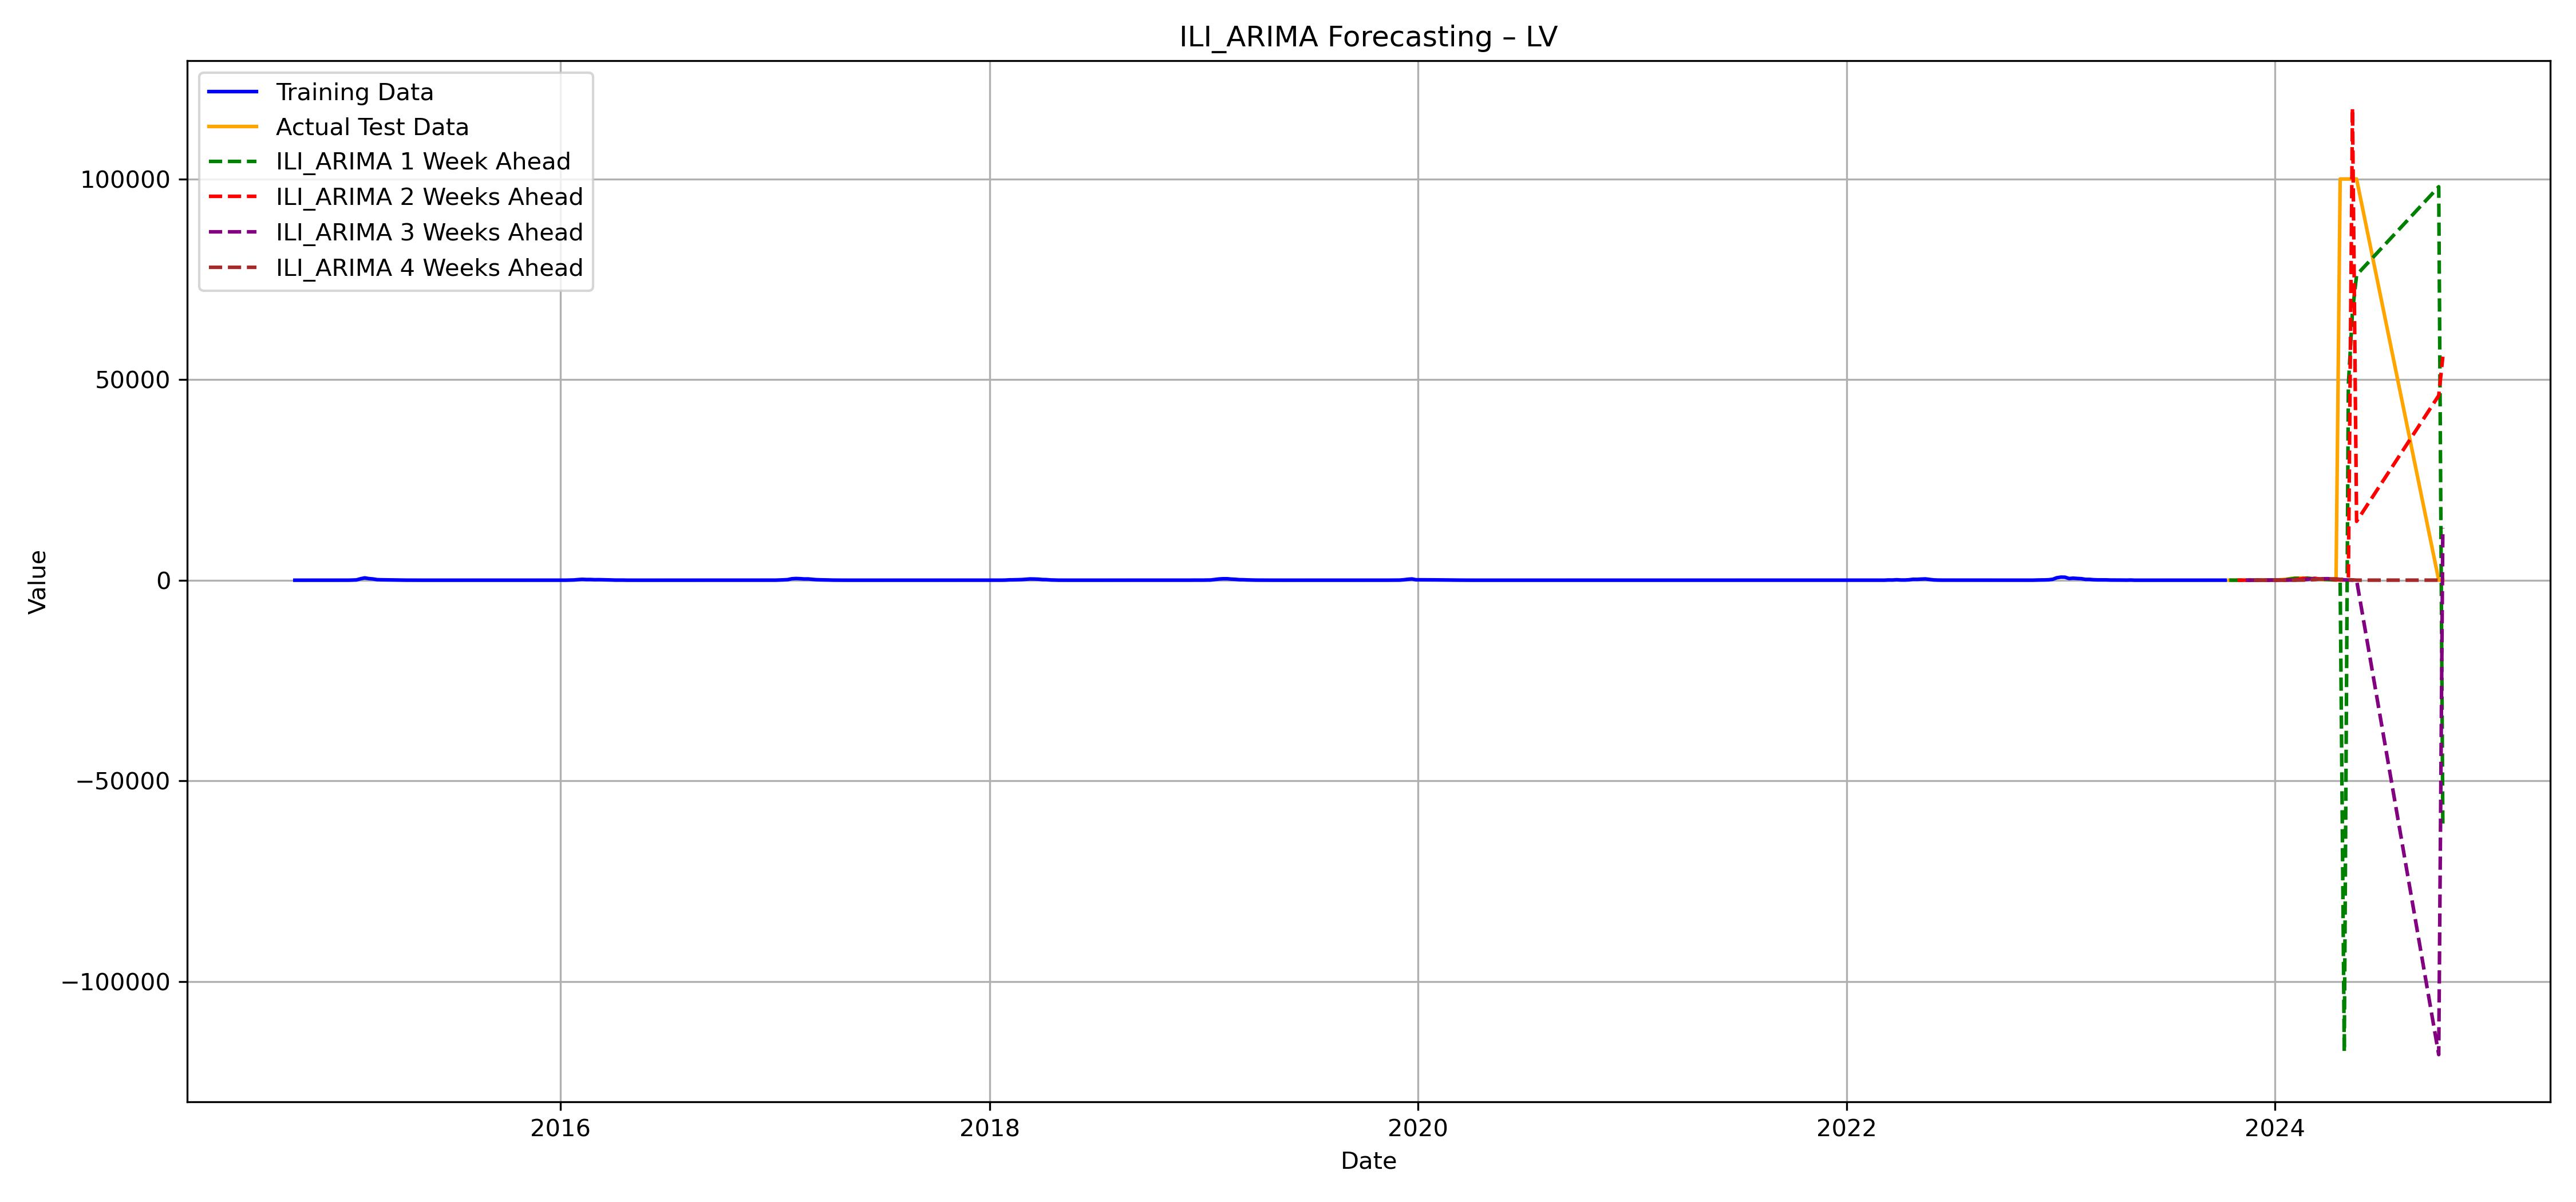 ILI_ARIMA Forecasting – LV
Training Data
Actual Test Data
ILI_ARIMA 1 Week Ahead
ILI_ARIMA 2 Weeks Ahead
ILI_ARIMA 3 Weeks Ahead
ILI_ARIMA 4 Weeks Ahead
100000
50000
0
−50000
−100000
Value
2016
2018
2020
2022
2024
Date